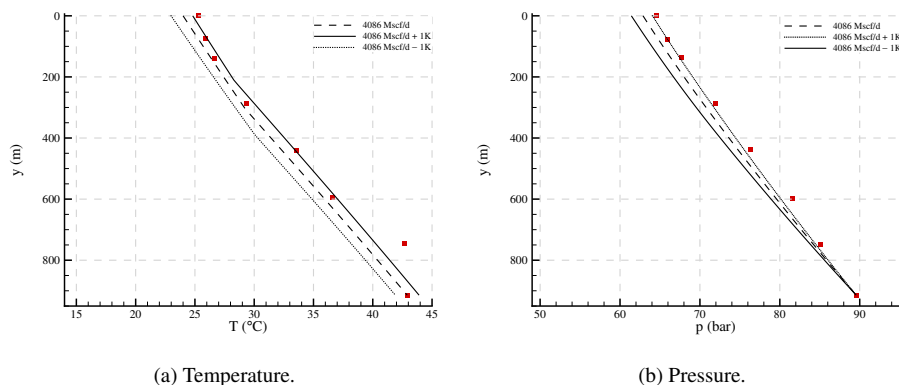 0
200
400
600
800
y (m)
15
20
25
30
35
40
45
T (°C)
4086 Mscf/d
4086 Mscf/d + 1K
4086 Mscf/d − 1K
(a) Temperature.
0
200
400
600
800
y (m)
50
60
70
80
90
p (bar)
4086 Mscf/d
4086 Mscf/d + 1K
4086 Mscf/d − 1K
(b) Pressure.